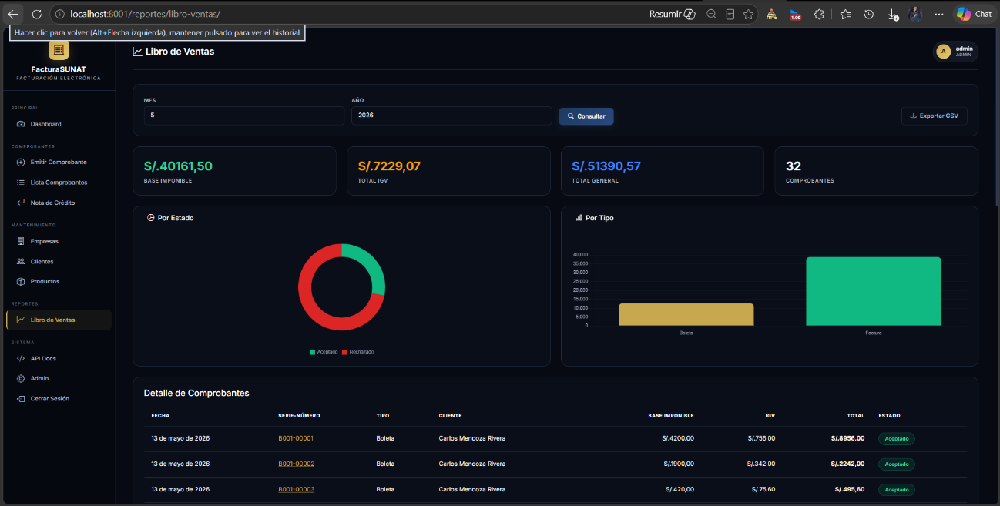 localhost:8001/reportes/libro-ventas/
Resumir
1.00
Chat
Hacer clic para volver (Alt+Flecha izquierda), mantener pulsado para ver el historial
FacturaSUNAT
FACTURACIÓN ELECTRÓNICA
PRINCIPAL
Dashboard
COMPROBANTES
Emitir Comprobante
Lista Comprobantes
Nota de Crédito
MANTENIMIENTO
Empresas
Clientes
Productos
REPORTES
Libro de Ventas
SISTEMA
API Docs
Admin
Cerrar Sesión
Libro de Ventas
A
admin
ADMIN
MES
5
AÑO
2026
Consultar
Exportar CSV
S/.40161,50
BASE IMPONIBLE
S/.7229,07
TOTAL IGV
S/.51390,57
TOTAL GENERAL
32
COMPROBANTES
Por Estado
Aceptado Rechazado
Por Tipo
40,000
35,000
30,000
25,000
20,000
15,000
10,000
5,000
0
Boleta Factura
Detalle de Comprobantes
FECHA SERIE-NÚMERO TIPO CLIENTE BASE IMPONIBLE IGV TOTAL ESTADO
13 de mayo de 2026 B001-00001 Boleta Carlos Mendoza Rivera S/.4200,00 S/.756,00 S/.8956,00 Aceptado
13 de mayo de 2026 B001-00002 Boleta Carlos Mendoza Rivera S/.1900,00 S/.342,00 S/.2242,00 Aceptado
13 de mayo de 2026 B001-00003 Boleta Carlos Mendoza Rivera S/.420,00 S/.75,60 S/.495,60 Aceptado